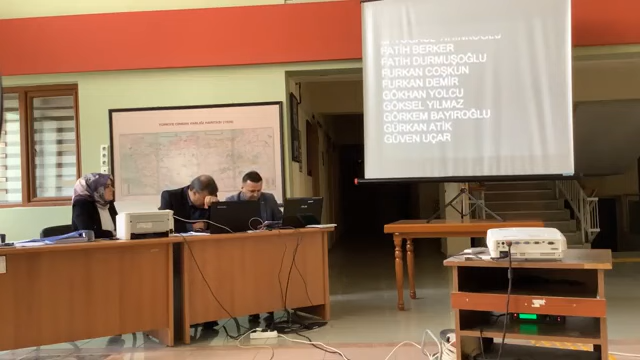 FATİH BERKER
FATİH DURMUŞOĞLU
FURKAN COŞKUN
FURKAN DEMİR
GÖKHAN YOLCU
GÖKSEL YILMAZ
GÖRKEM BAYIROĞLU
GÜRKAN ATİK
GÜVEN UÇAR